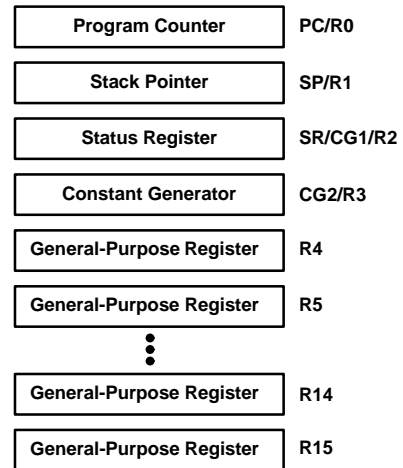 Program Counter PC/R0
Stack Pointer SP/R1
Status Register SR/CG1/R2
Constant Generator CG2/R3
General-Purpose Register R4
General-Purpose Register R5
General-Purpose Register R14
General-Purpose Register R15